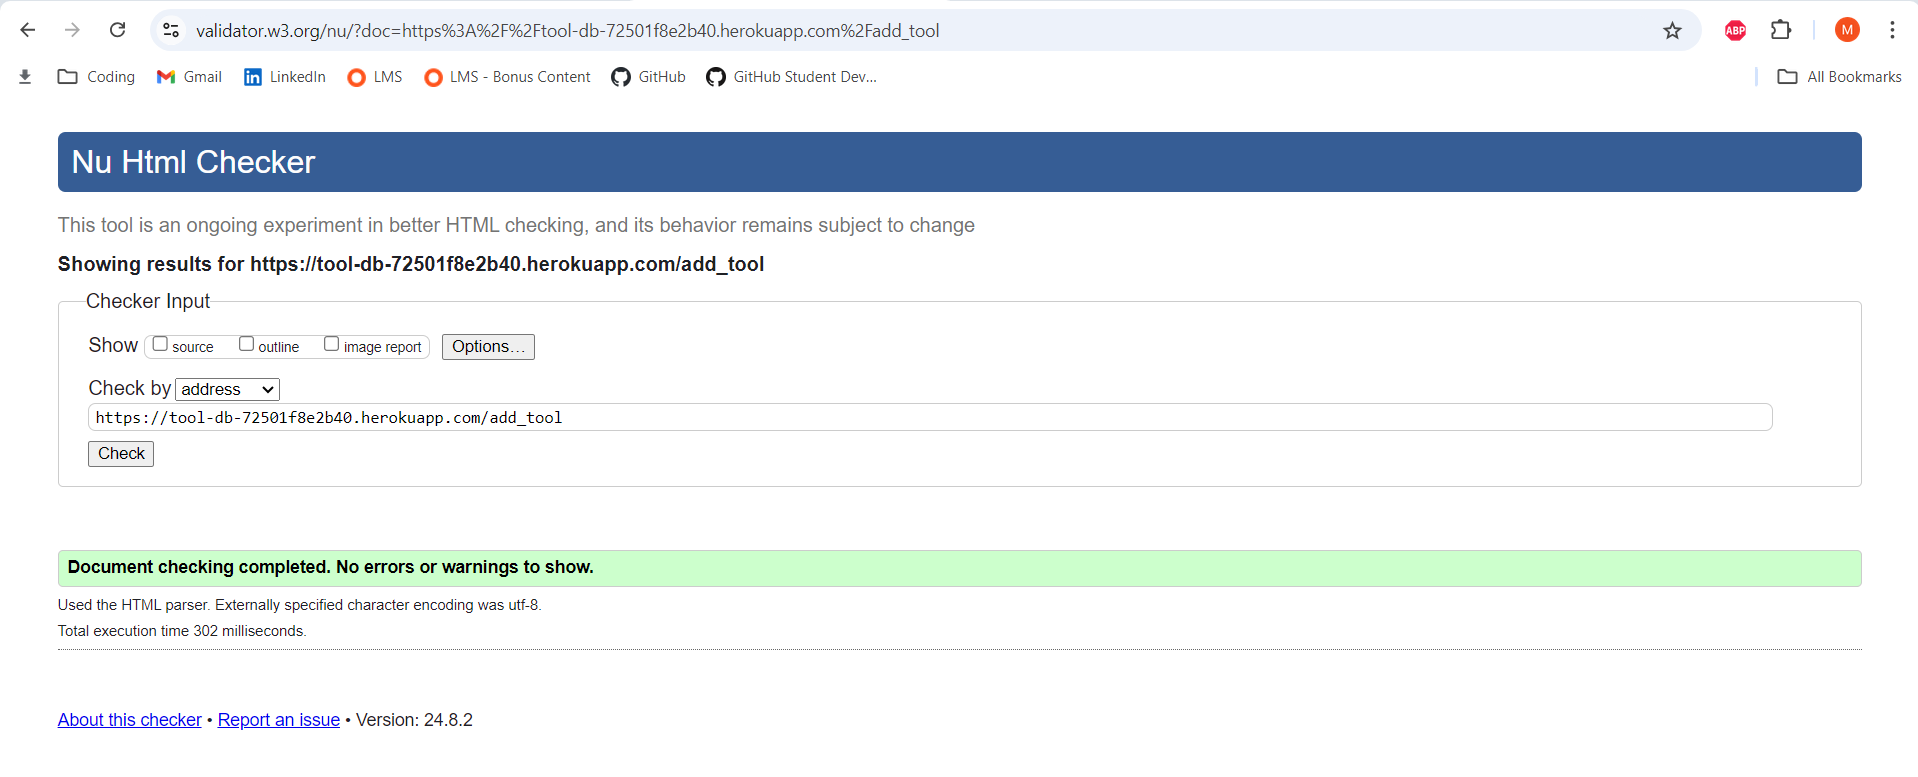 validator.w3.org/nu/?doc=https%3A%2F%2Ftool-db-72501f8e2b40.herokuapp.com%2Fadd_tool
ABP
M
Coding Gmail LinkedIn LMS LMS - Bonus Content GitHub GitHub Student Dev... All Bookmarks
Nu Html Checker
This tool is an ongoing experiment in better HTML checking, and its behavior remains subject to change
Showing results for https://tool-db-72501f8e2b40.herokuapp.com/add_tool
Checker Input
Show source outline image report Options...
Check by address
https://tool-db-72501f8e2b40.herokuapp.com/add_tool
Check
Document checking completed. No errors or warnings to show.
Used the HTML parser. Externally specified character encoding was utf-8.
Total execution time 302 milliseconds.
About this checker • Report an issue • Version: 24.8.2